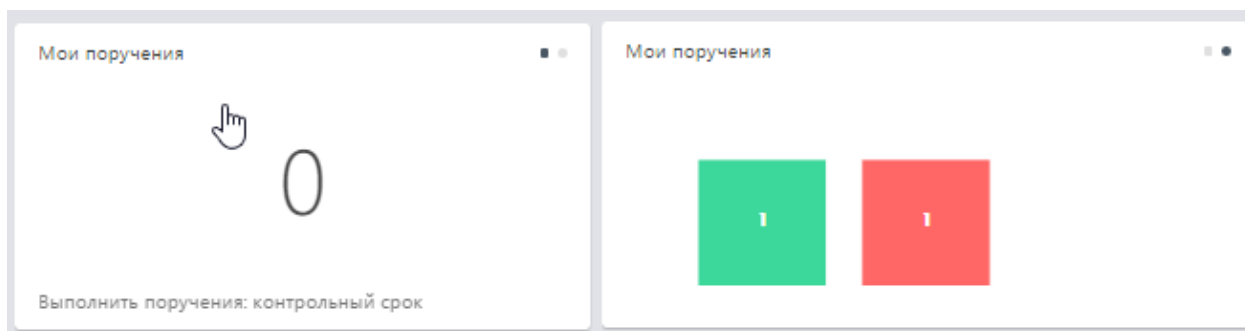 Мои поручения
0
Выполнить поручения: контрольный срок
Мои поручения
1
1